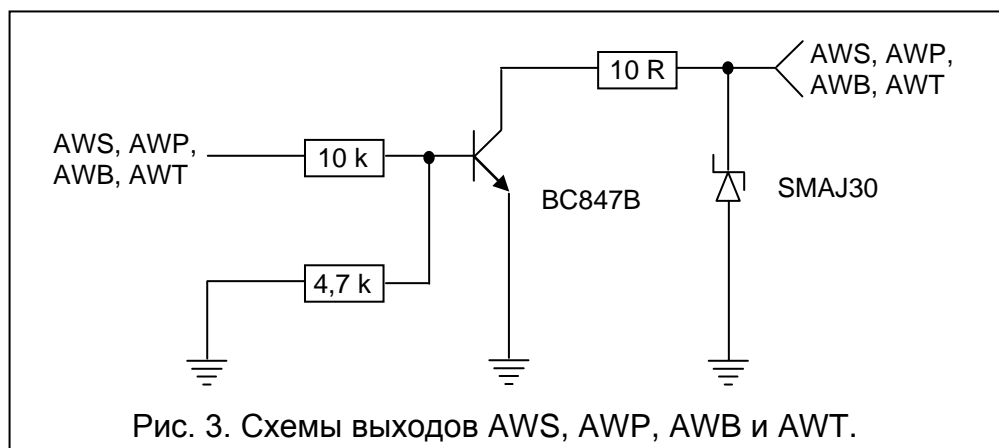 10 R
AWS, AWP,
AWB, AWT
AWS, AWP,
AWB, AWT
10 k
BC847B
SMAJ30
4,7 k
Рис. 3. Схемы выходов AWS, AWP, AWB и AWT.